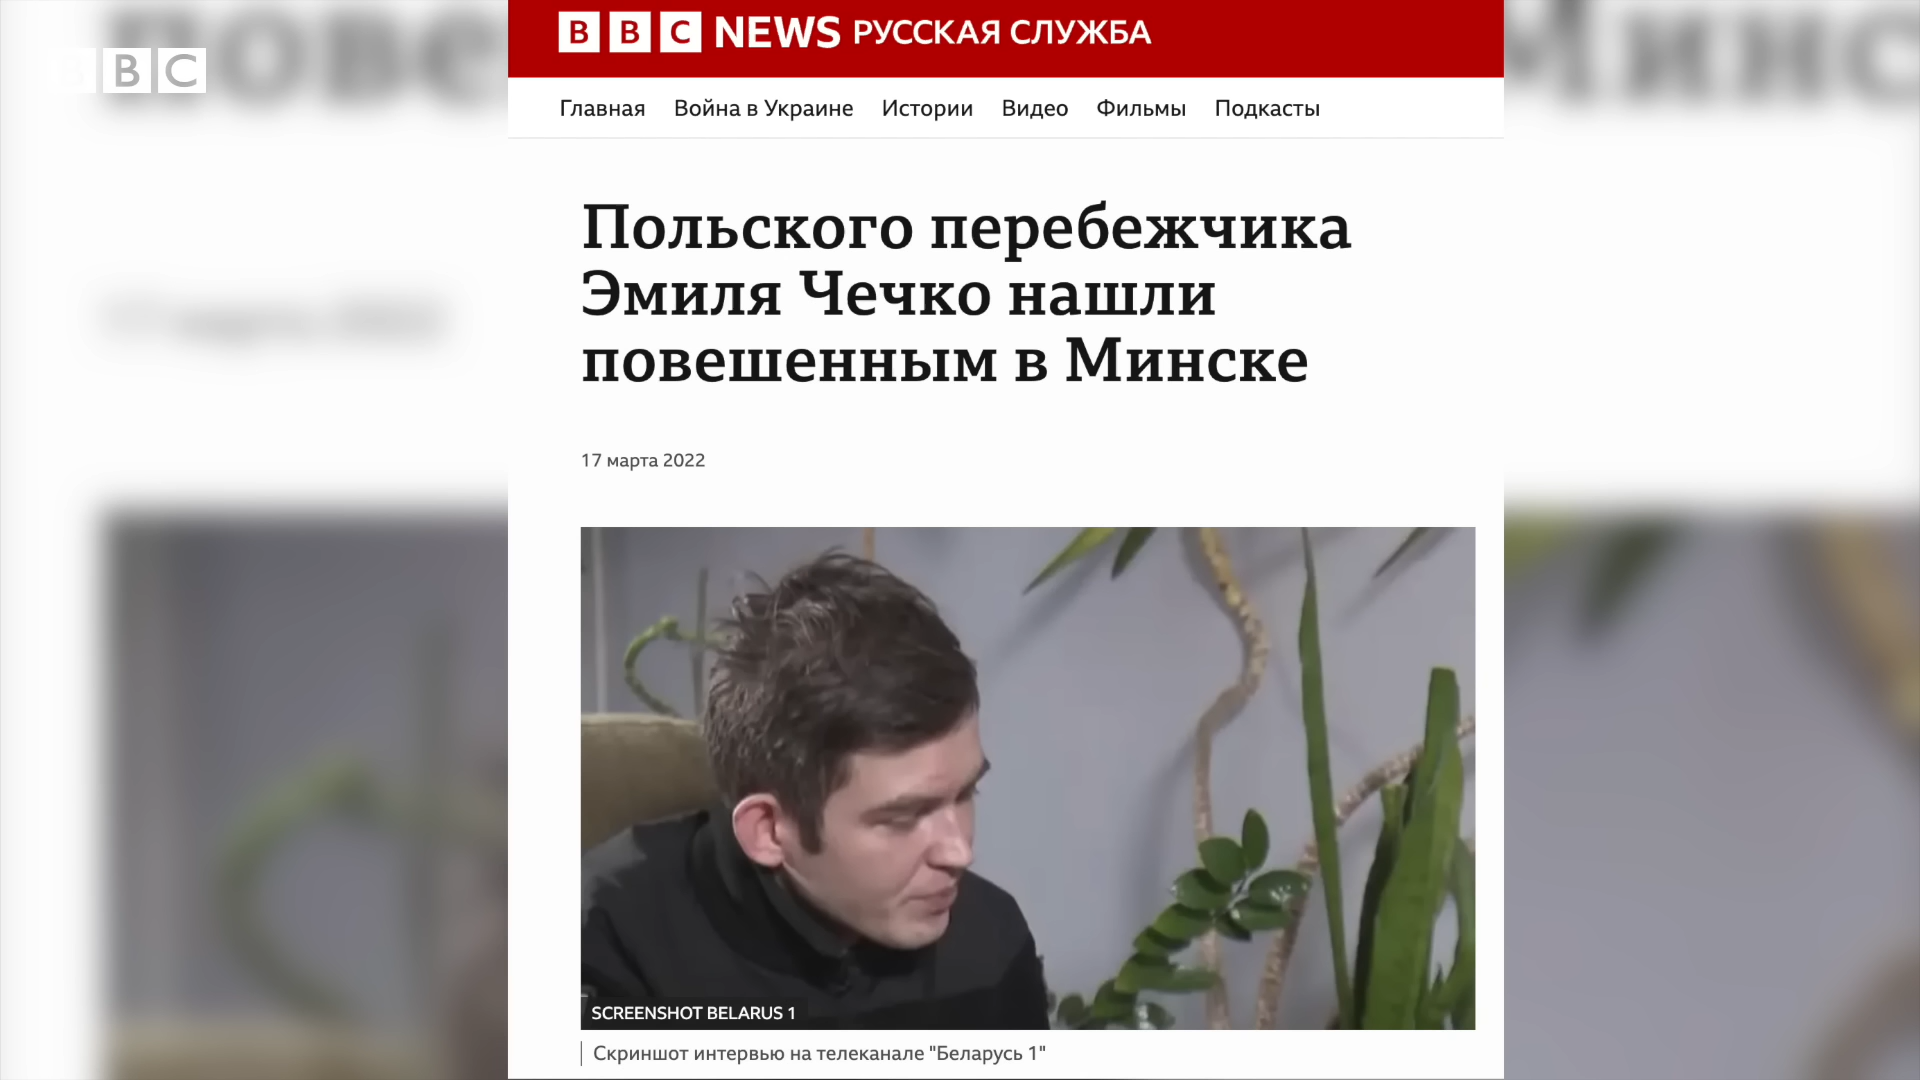 BBC
BBC NEWS РУССКАЯ СЛУЖБА
Главная Война в Украине Истории Видео Фильмы Подкасты
Польского перебежчика
Эмиля Чечко нашли
повешенным в Минске
17 марта 2022
SCREENSHOT BELARUS 1
Скриншот интервью на телеканале "Беларусь 1"